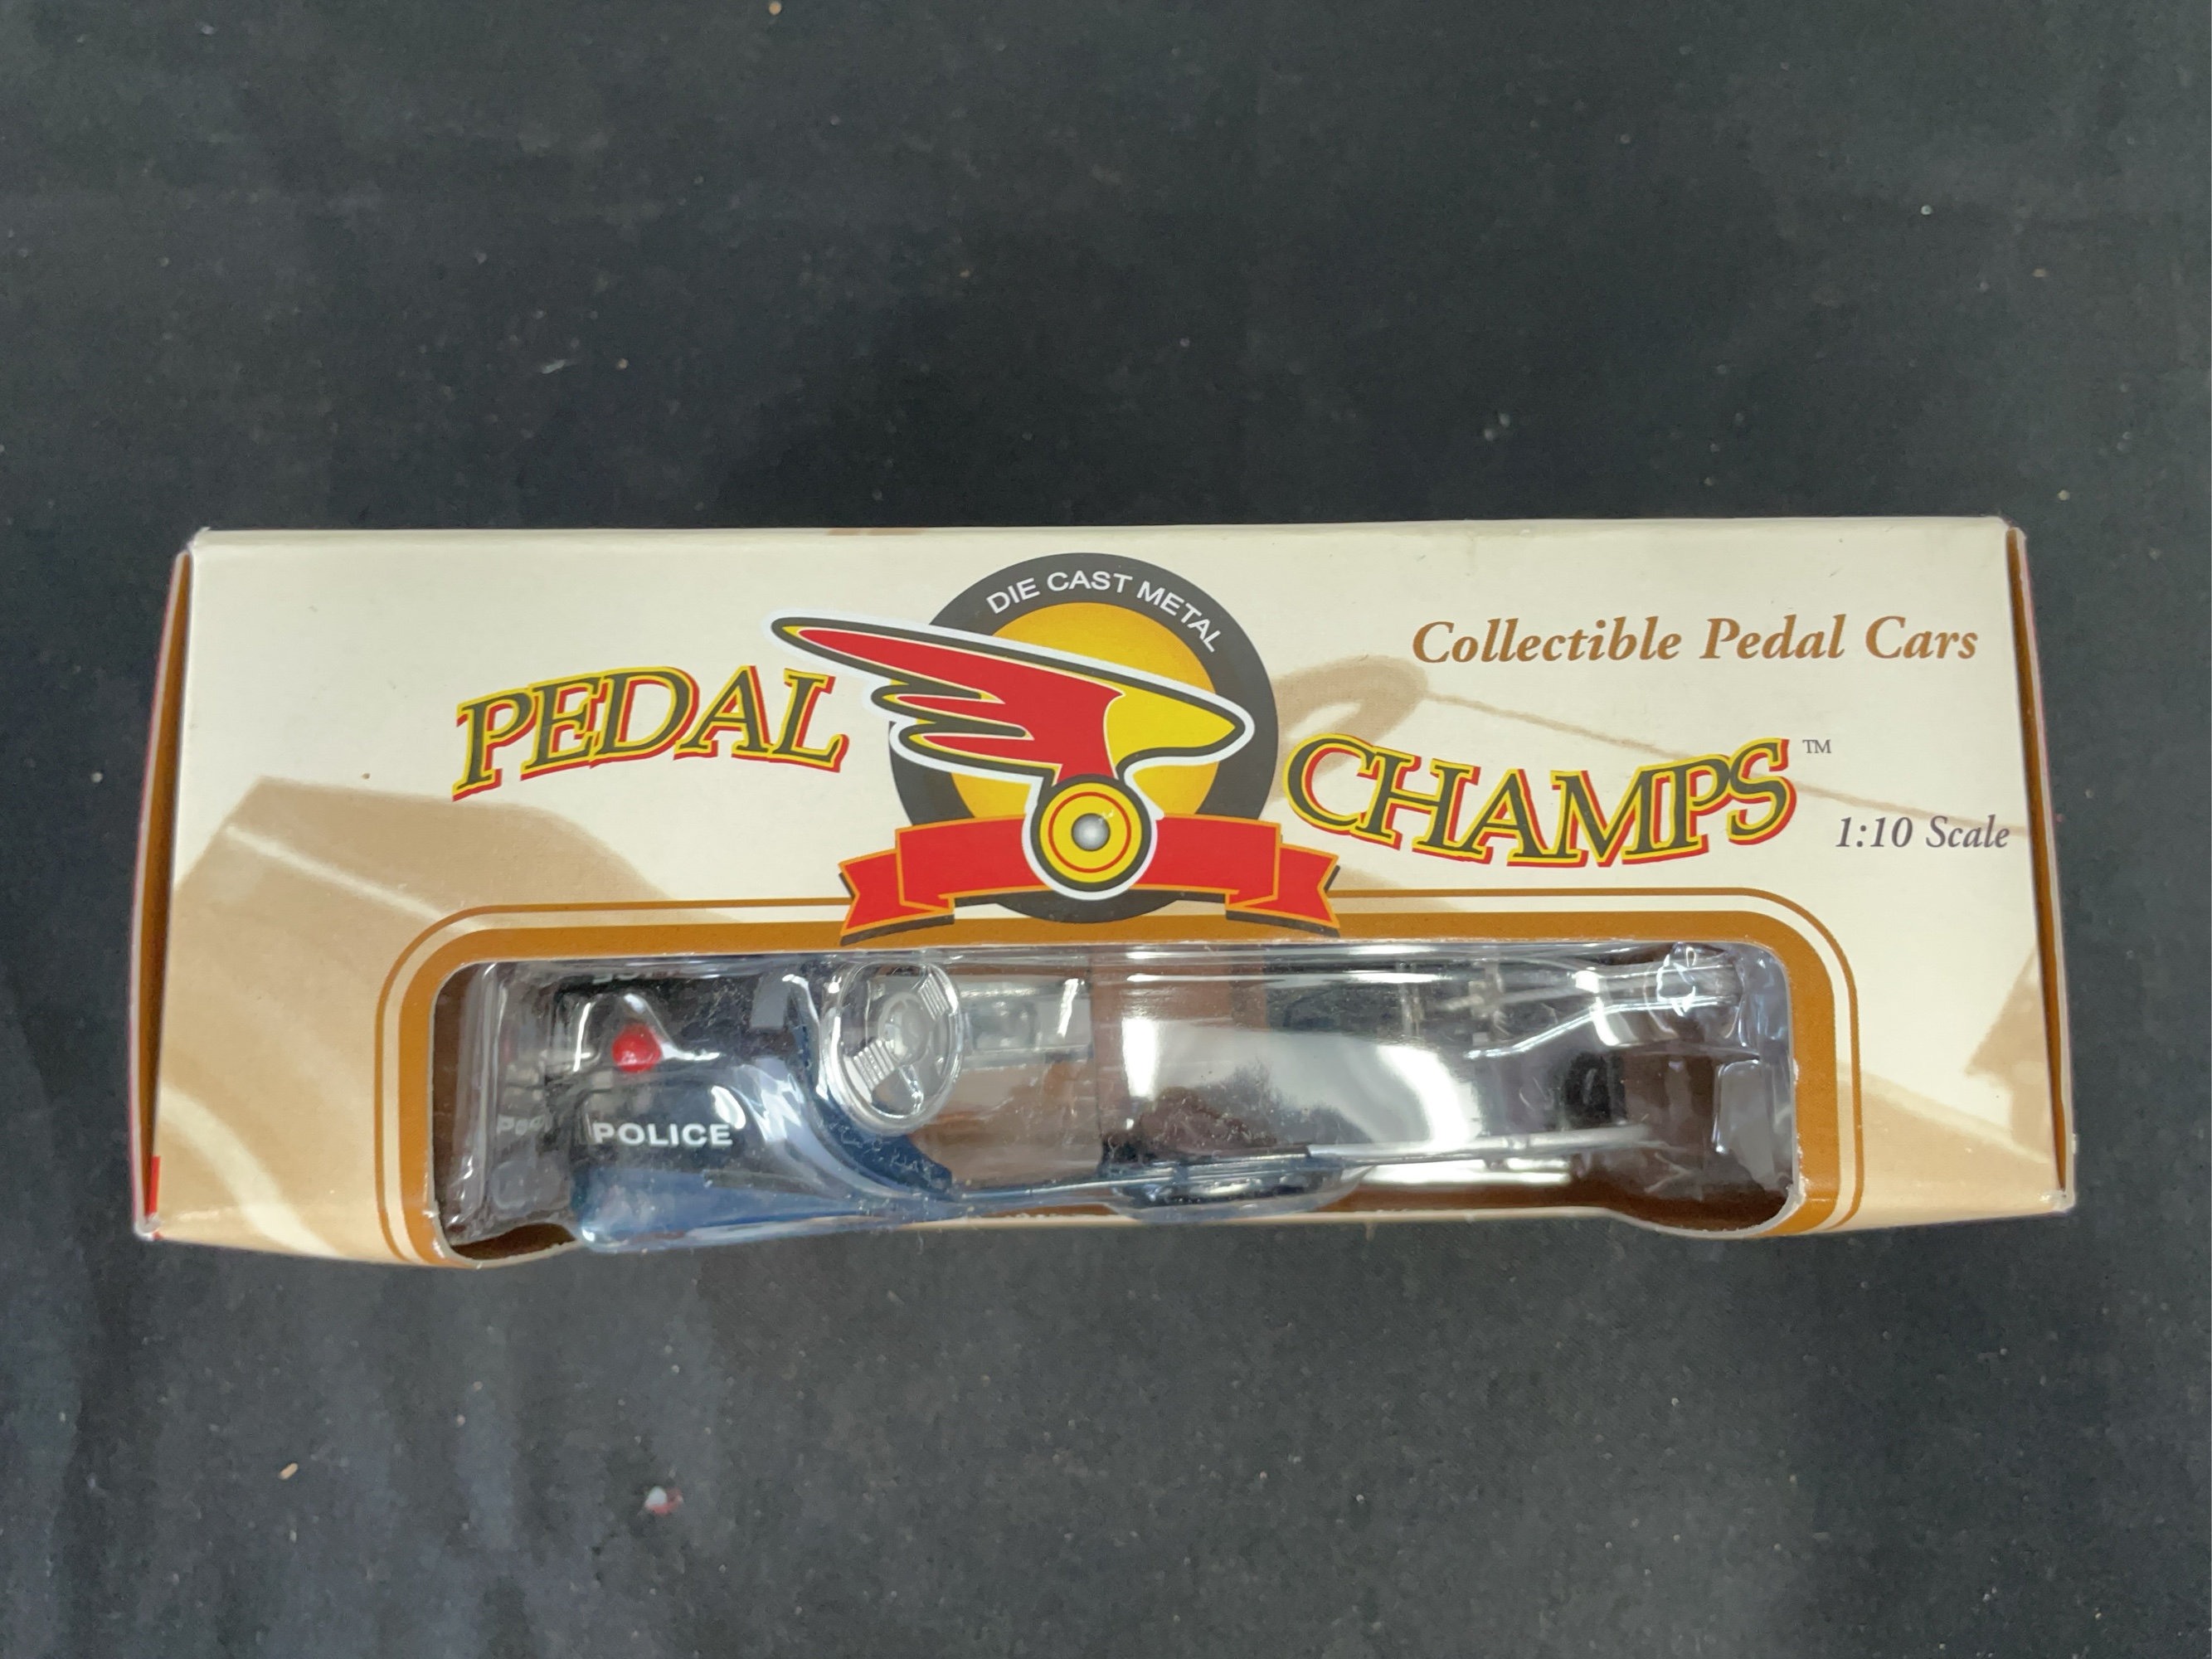 DIE CAST METAL
Collectible Pedal Cars
PEDAL CHAMPS™
1:10 Scale
POLICE